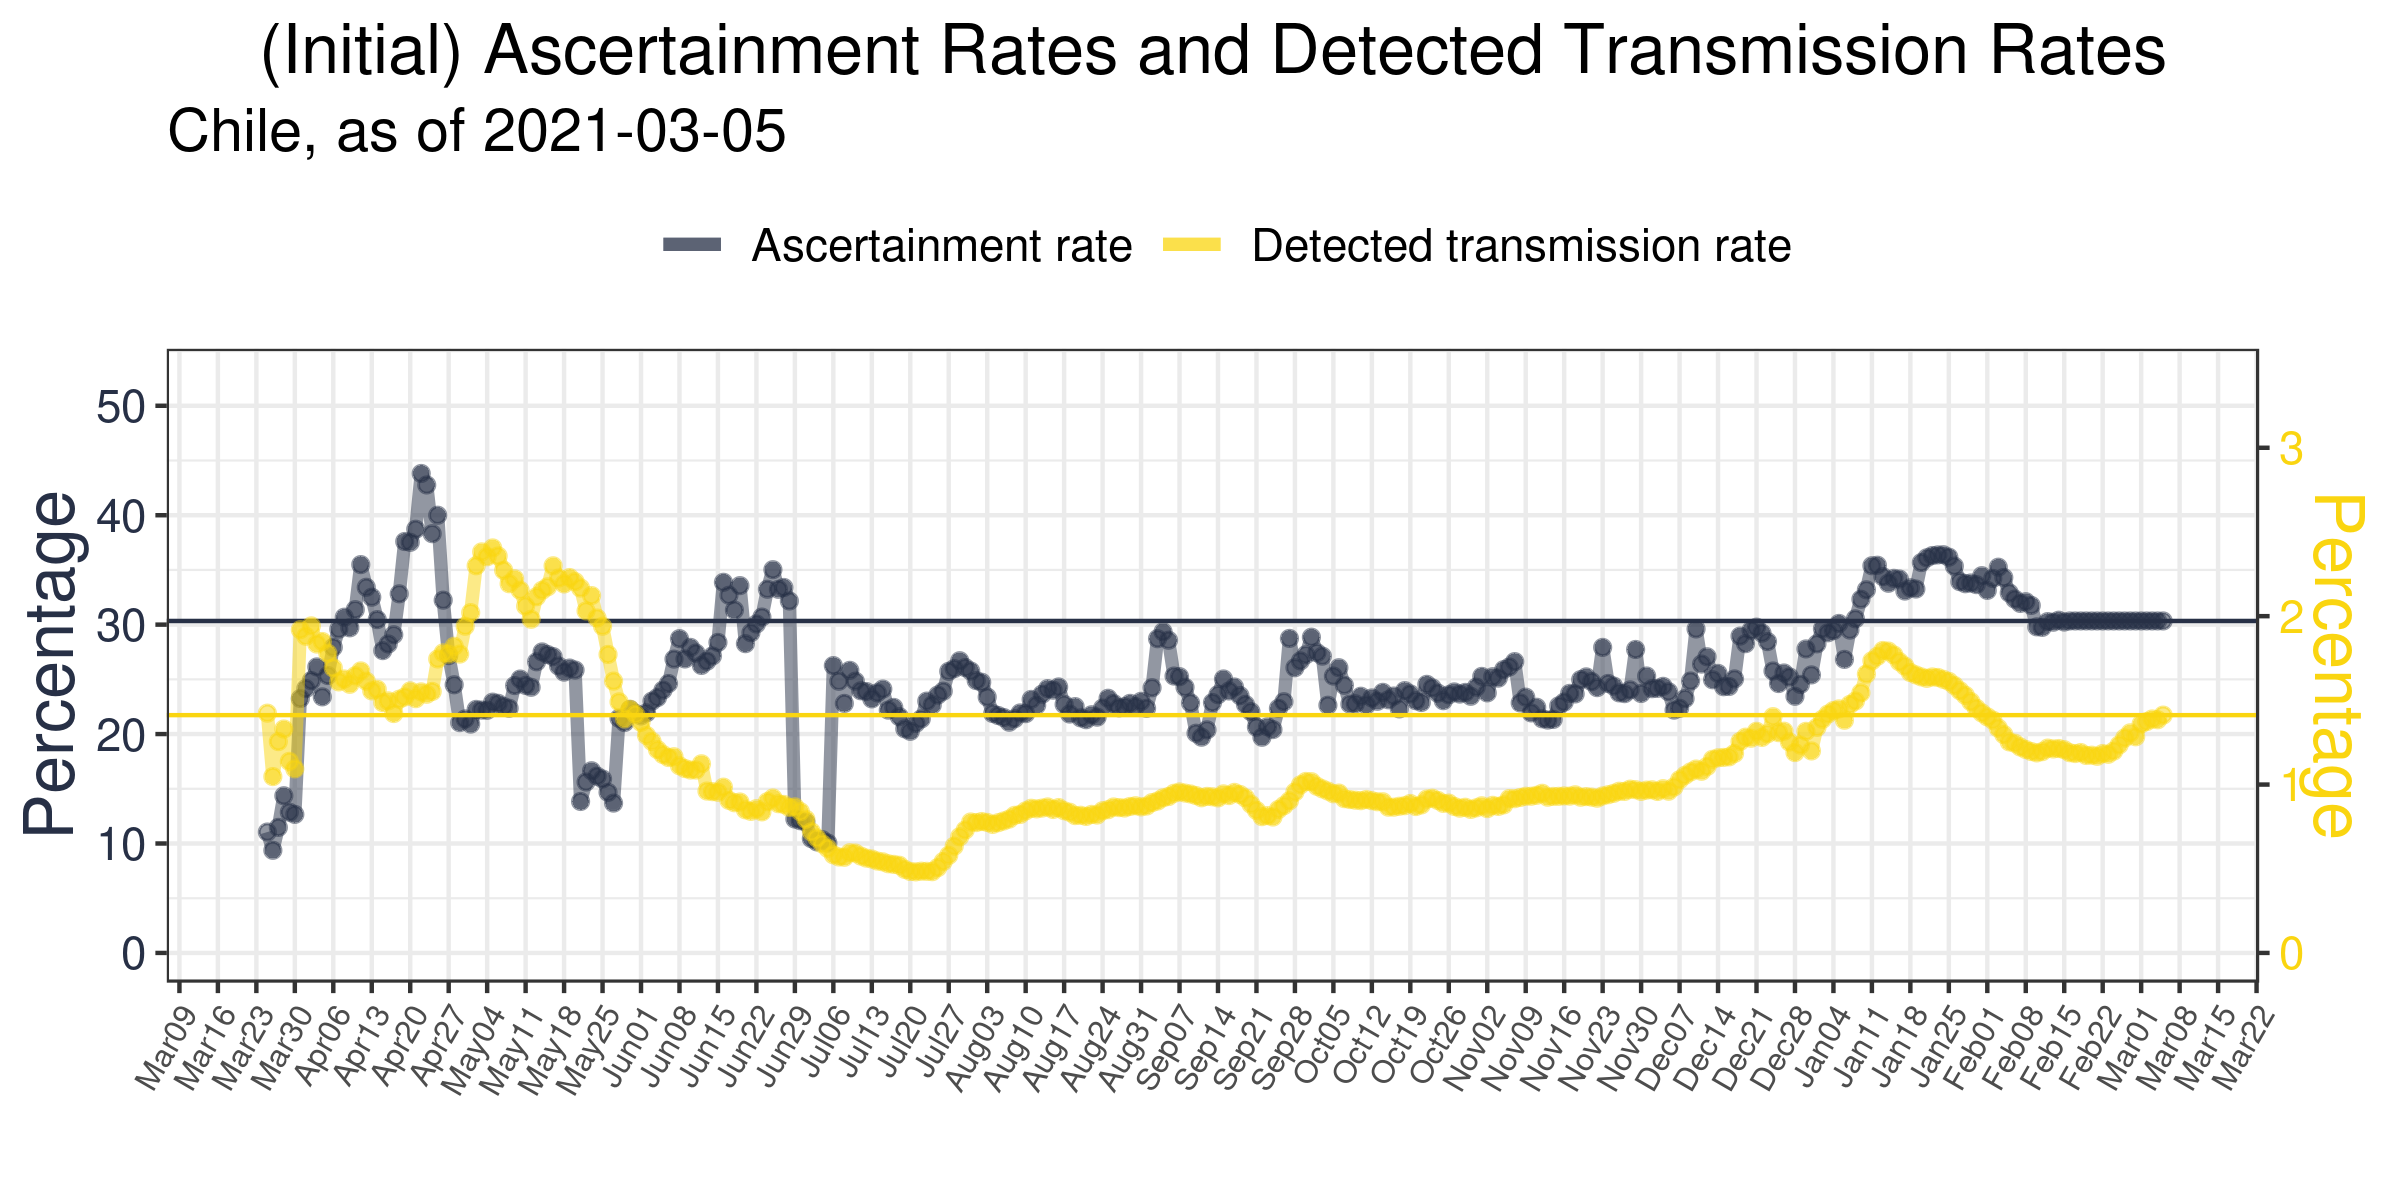 (Initial) Ascertainment Rates and Detected Transmission Rates
Chile, as of 2021-03-05
Ascertainment rate
Detected transmission rate
Percentage
50
40
30
20
10
0
3
2
1
0
Percentage
Mar09
Mar16
Mar23
Mar30
Apr06
Apr13
Apr20
Apr27
May04
May11
May18
May25
Jun01
Jun08
Jun15
Jun22
Jun29
Jul06
Jul13
Jul20
Jul27
Aug03
Aug10
Aug17
Aug24
Aug31
Sep07
Sep14
Sep21
Sep28
Oct05
Oct12
Oct19
Oct26
Nov02
Nov09
Nov16
Nov23
Nov30
Dec07
Dec14
Dec21
Dec28
Jan04
Jan11
Jan18
Jan25
Feb01
Feb08
Feb15
Feb22
Mar01
Mar08
Mar15
Mar22